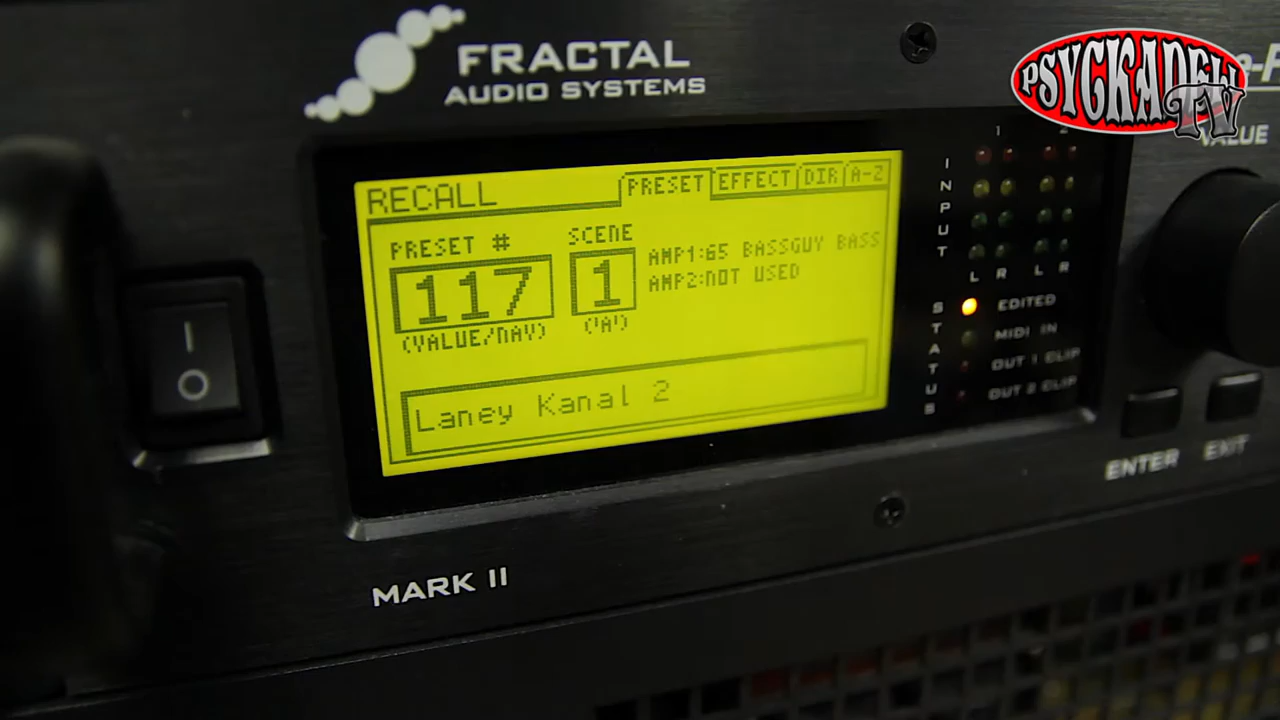 FRACTAL
AUDIO SYSTEMS
PSYCKADELI
TV
VALUE
RECALL
PRESET
EFFECT
DIR
A-Z
PRESET #
SCENE
117
1
AMP1:65 BASSGUY BASS
AMP2:NOT USED
(VALUE/NAV)
('A')
Laney Kanal 2
1 2
INPUT
L R L R
STATUS
EDITED
MIDI IN
OUT 1 CLIP
OUT 2 CLIP
ENTER
EXIT
MARK II